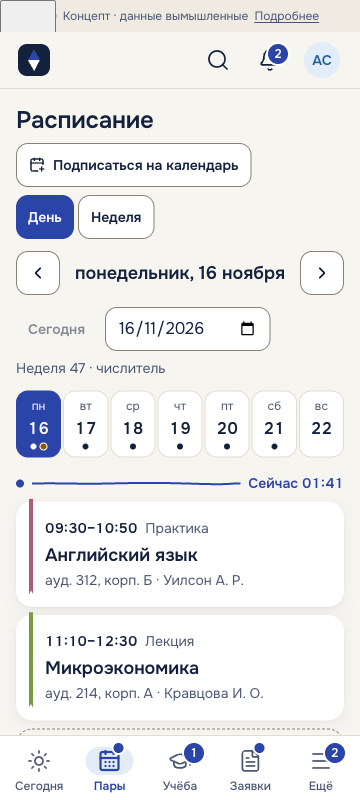 Концепт · данные вымышленные Подробнее
2
АС
Расписание
Подписаться на календарь
День Неделя
понедельник, 16 ноября
Сегодня 16/11/2026
Неделя 47 · числитель
пн вт ср чт пт сб вс
16 17 18 19 20 21 22
Сейчас 01:41
09:30–10:50 Практика
Английский язык
ауд. 312, корп. Б · Уилсон А. Р.
11:10–12:30 Лекция
Микроэкономика
ауд. 214, корп. А · Кравцова И. О.
1 2
Сегодня Пары Учёба Заявки Ещё